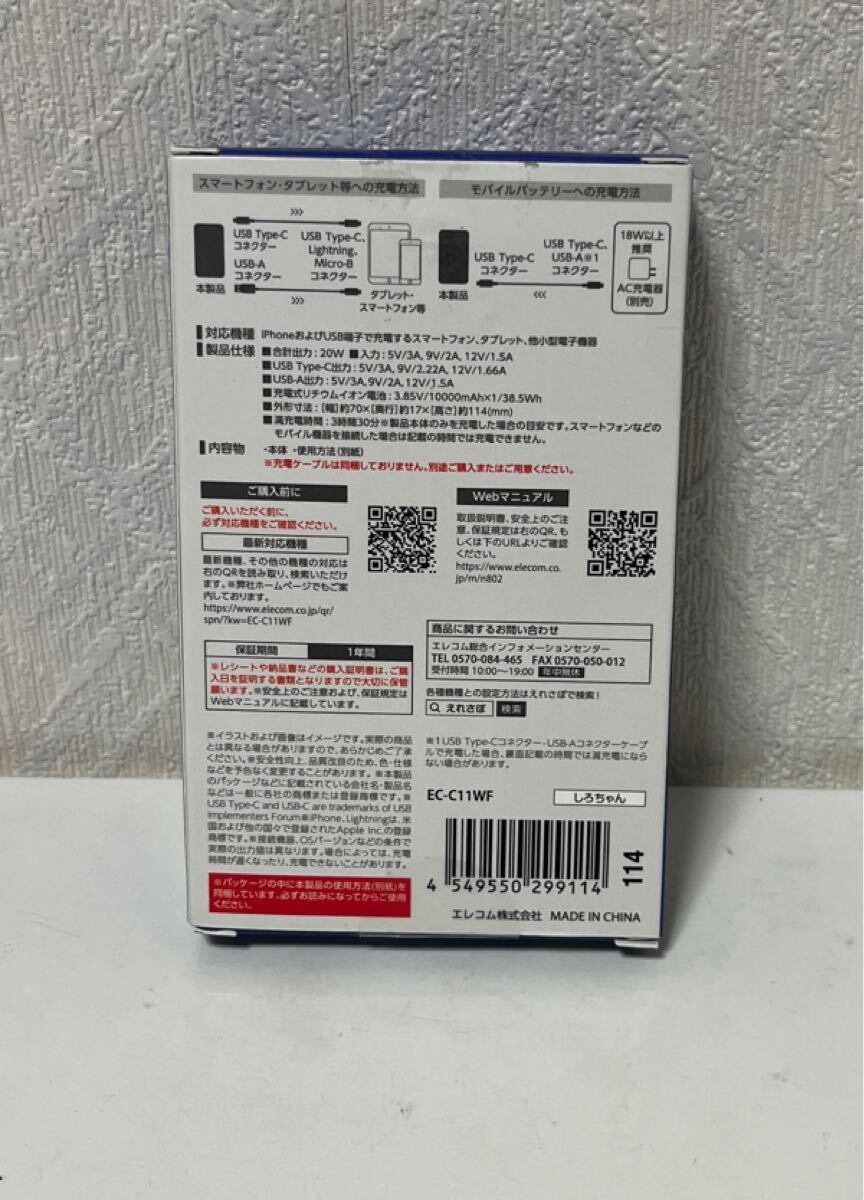 スマートフォン・タブレット等への充電方法
USB Type-C
コネクター
USB-A
コネクター
USB Type-C、
Lightning、
Micro-B
コネクター
本製品
タブレット・
スマートフォン等
モバイルバッテリーへの充電方法
USB Type-C
コネクター
USB Type-C、
USB-A※1
コネクター
本製品
18W以上
推奨
AC充電器
(別売)
対応機種 iPhoneおよびUSB端子で充電するスマートフォン、タブレット、他小型電子機器
製品仕様 ■合計出力：20W ■入力：5V/3A, 9V/2A, 12V/1.5A
■USB Type-C出力：5V/3A, 9V/2.22A, 12V/1.66A
■USB-A出力：5V/3A, 9V/2A, 12V/1.5A
■充電式リチウムイオン電池：3.85V/10000mAh×1/38.5Wh
■外形寸法：[幅]約70×[奥行]約17×[高さ]約114(mm)
■満充電時間：3時間30分※製品本体のみを充電した場合の目安です。スマートフォンなどの
モバイル機器を接続した場合は記載の時間では充電できません。
内容物 ・本体 ・使用方法(別紙)
※充電ケーブルは同梱しておりません。別途ご購入またはご用意ください。
ご購入前に
ご購入いただく前に、
必ず対応機種をご確認ください。
最新対応機種
最新機種、その他の機種の対応は
右のQRを読み取り、検索いただけ
ます。※弊社ホームページでもご案
内しております。
https://www.elecom.co.jp/qr/
spn/?kw=EC-C11WF
Webマニュアル
取扱説明書、安全上のご注
意、保証規定は右のQR、も
しくは下のURLよりご確認
ください。
https://www.elecom.co.
jp/m/n802
保証期間 1年間
※レシートや納品書などの購入証明書は、ご購
入日を証明する書類となりますので大切に保管
願います。※安全上のご注意および、保証規定は
Webマニュアルに記載しています。
商品に関するお問い合わせ
エレコム総合インフォメーションセンター
TEL 0570-084-465 FAX 0570-050-012
受付時間 10:00～19:00 年中無休
各種機種との設定方法はえれさぽで検索！
えれさぽ 検索
※イラストおよび画像はイメージです。実際の商品
とは異なる場合がありますので、あらかじめご了承
ください。※安全性向上、品質改良のため、色・仕様
などを予告なく変更することがあります。※本製品
のパッケージなどに記載されている会社名・製品名
などは一般に各社の商標または登録商標です。※
USB Type-C and USB-C are trademarks of USB
Implementers Forum※iPhone、Lightningは、米
国および他の国々で登録されたApple Inc.の登録
商標です。※接続機器、OSバージョンなどの条件で
実際の出力値は異なります。場合によっては、充電
時間が遅くなったり、充電できないことがあります。
※パッケージの中に本製品の使用方法(別紙)を
同梱しています。必ずお読みになってからご使用
ください。
※1 USB Type-Cコネクター-USB-Aコネクターケーブ
ルで充電した場合、裏面記載の時間では満充電になら
ない場合があります。
EC-C11WF しろちゃん
4 549550 299114
114
エレコム株式会社 MADE IN CHINA